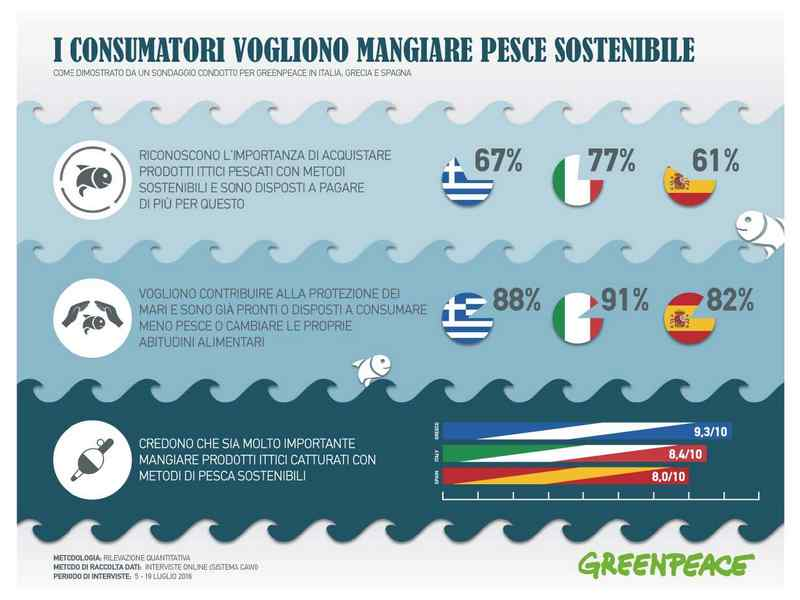 I CONSUMATORI VOGLIONO MANGIARE PESCE SOSTENIBILE
COME DIMOSTRATO DA UN SONDAGGIO CONDOTTO PER GREENPEACE IN ITALIA, GRECIA E SPAGNA
RICONOSCONO L'IMPORTANZA DI ACQUISTARE
PRODOTTI ITTICI PESCATI CON METODI
SOSTENIBILI E SONO DISPOSTI A PAGARE
DI PIÙ PER QUESTO
67% 77% 61%
VOGLIONO CONTRIBUIRE ALLA PROTEZIONE DEI
MARI E SONO GIÀ PRONTI O DISPOSTI A CONSUMARE
MENO PESCE O CAMBIARE LE PROPRIE
ABITUDINI ALIMENTARI
88% 91% 82%
CREDONO CHE SIA MOLTO IMPORTANTE
MANGIARE PRODOTTI ITTICI CATTURATI CON
METODI DI PESCA SOSTENIBILI
GREECE 9,3/10
ITALY 8,4/10
SPAIN 8,0/10
METODOLOGIA: RILEVAZIONE QUANTITATIVA
METODO DI RACCOLTA DATI: INTERVISTE ONLINE (SISTEMA CAWI)
PERIODO DI INTERVISTE: 5 - 19 LUGLIO 2016
GREENPEACE